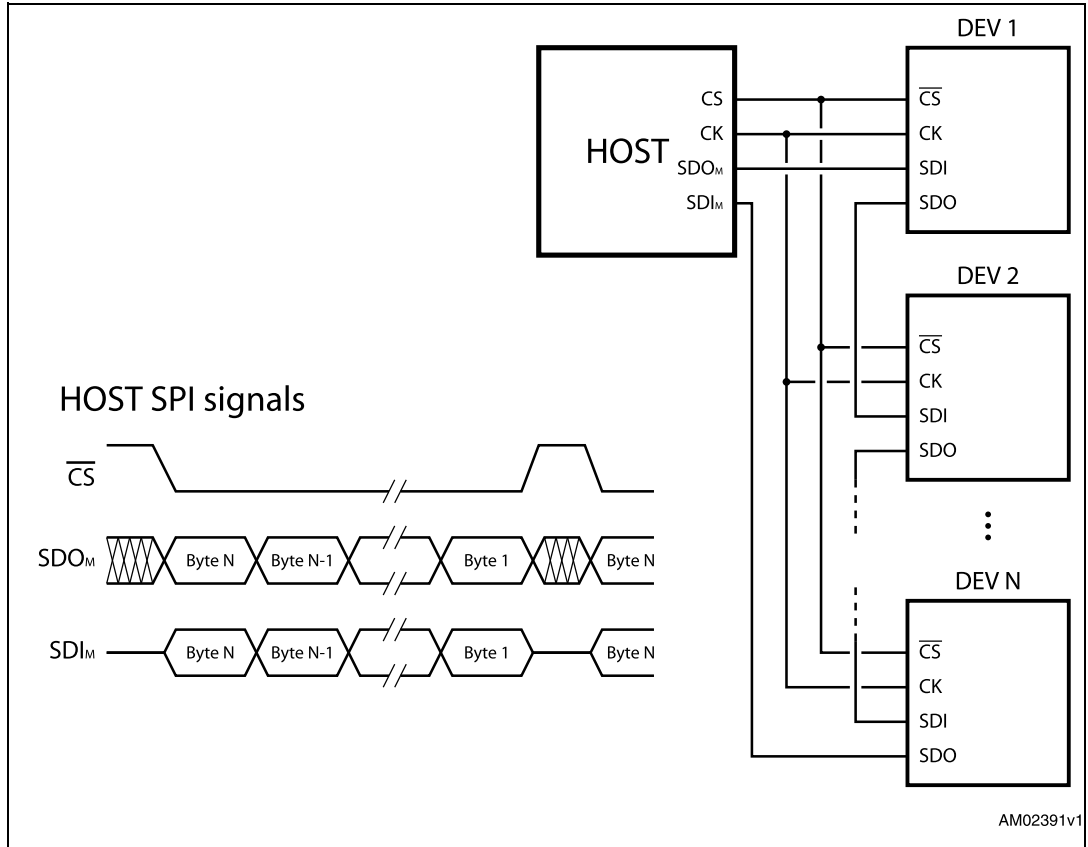 DEV 1
HOST
CS
CK
SDOM
SDIM
CS
CK
SDI
SDO
DEV 2
CS
CK
SDI
SDO
DEV N
CS
CK
SDI
SDO
HOST SPI signals
CS
SDOM Byte N Byte N-1 Byte 1 Byte N
SDIM Byte N Byte N-1 Byte 1 Byte N
AM02391v1